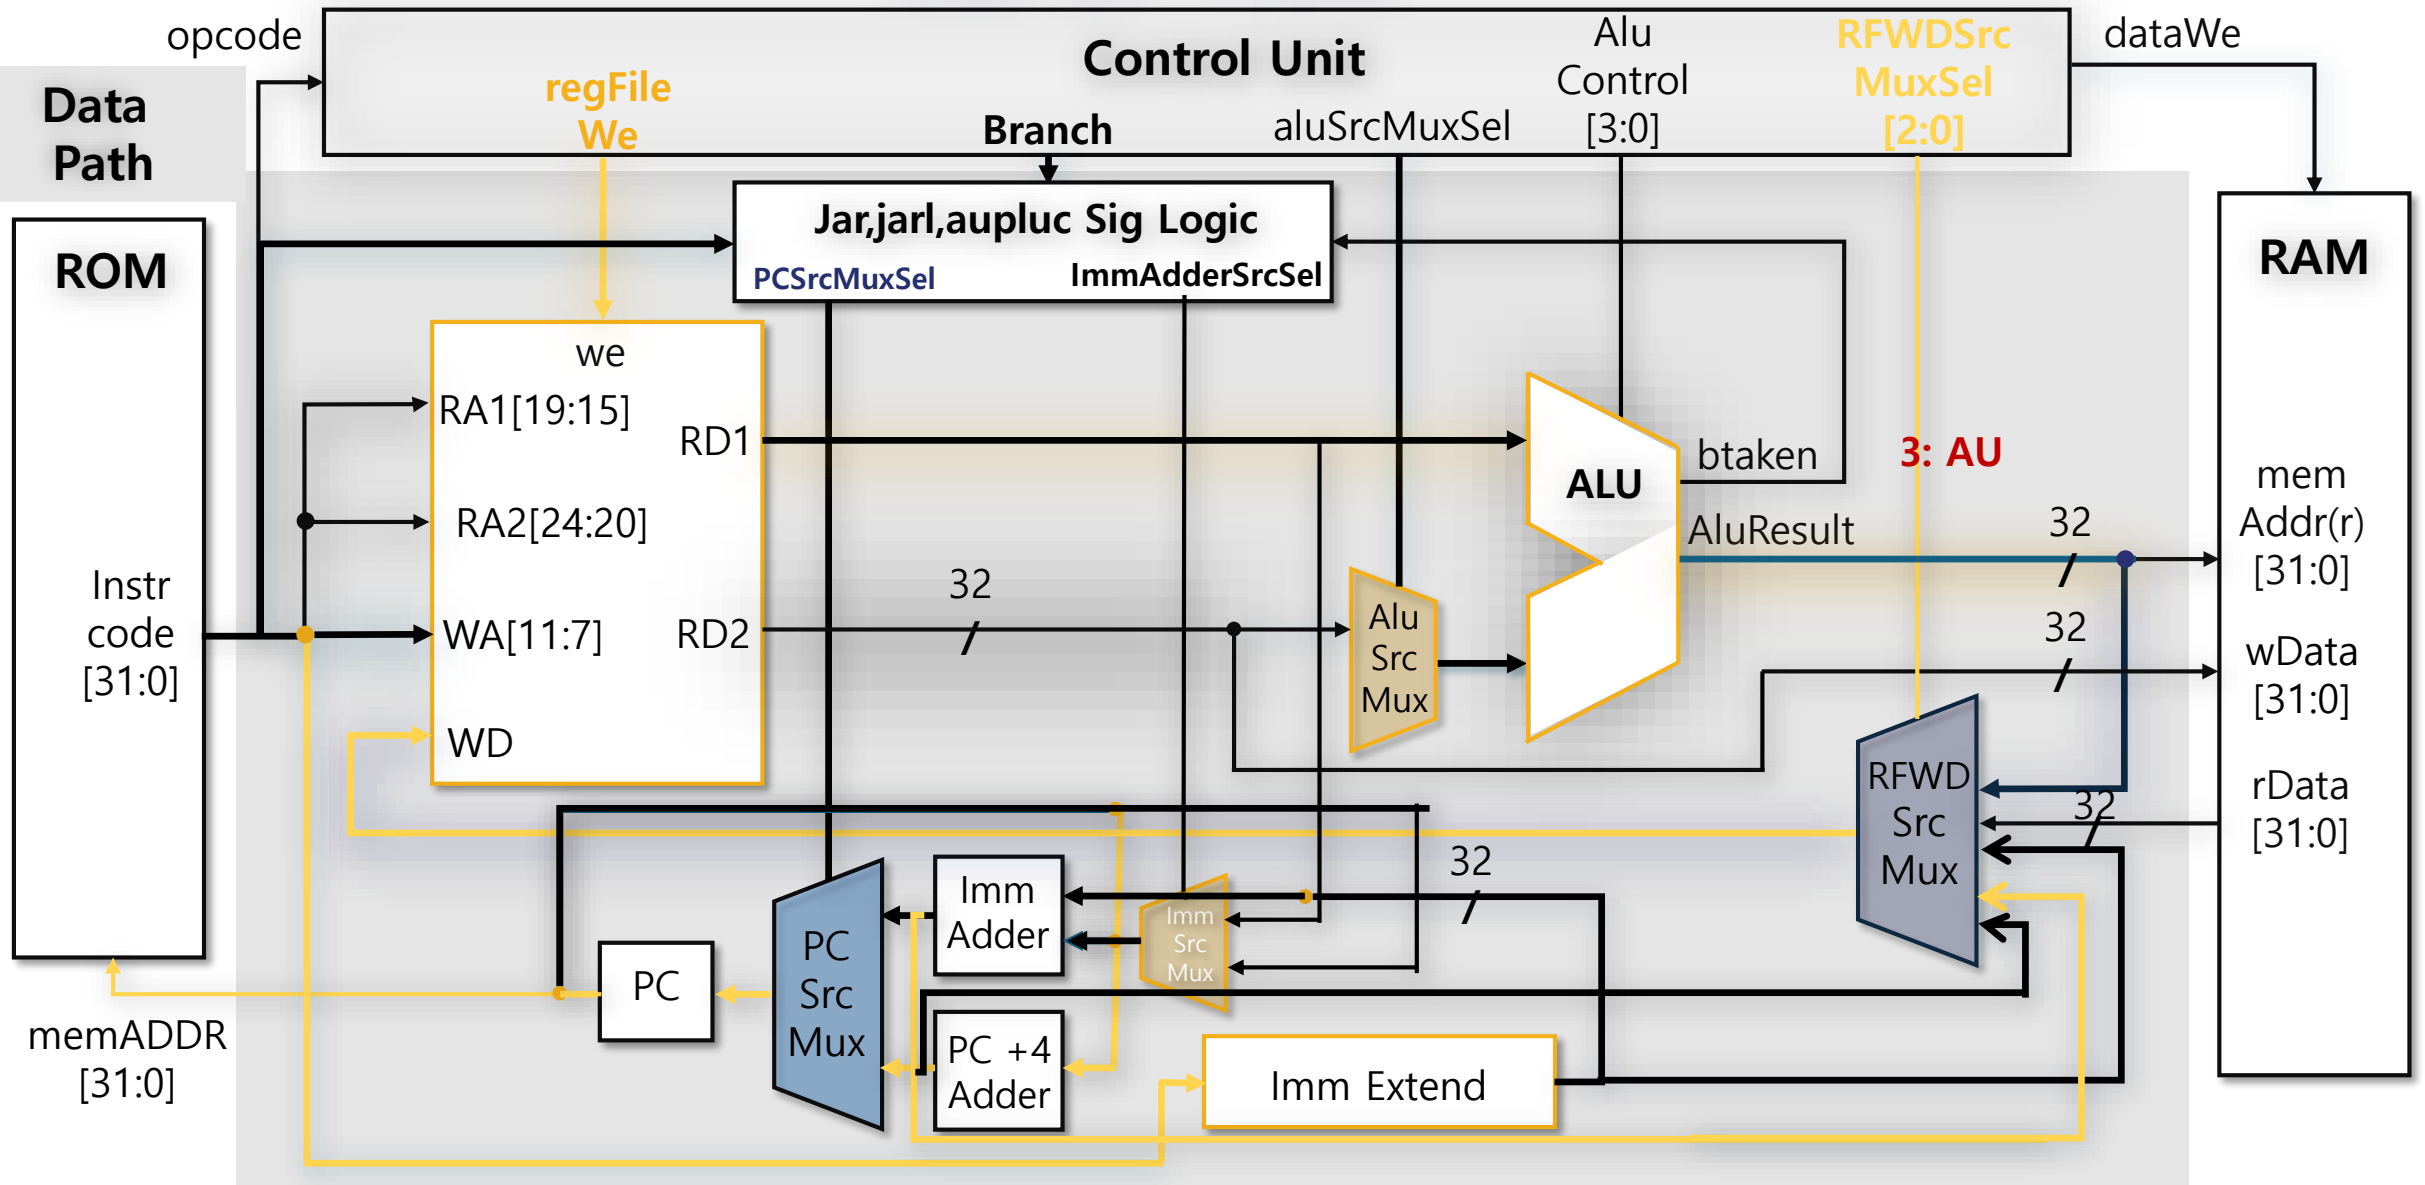 opcode
Control Unit
Alu
Control
[3:0]
RFWDSrc
MuxSel
[2:0]
dataWe
Data
Path
regFile
We
Branch
aluSrcMuxSel
Jar,jarl,aupluc Sig Logic
PCSrcMuxSel
ImmAdderSrcSel
ROM
RAM
we
RA1[19:15]
RD1
RA2[24:20]
WA[11:7]
RD2
WD
Instr
code
[31:0]
32
ALU
btaken
3: AU
AluResult
32
mem
Addr(r)
[31:0]
Alu
Src
Mux
32
wData
[31:0]
RFWD
Src
Mux
32
rData
[31:0]
32
Imm
Adder
Imm
Src
Mux
PC
Src
Mux
PC
memADDR
[31:0]
PC +4
Adder
Imm Extend